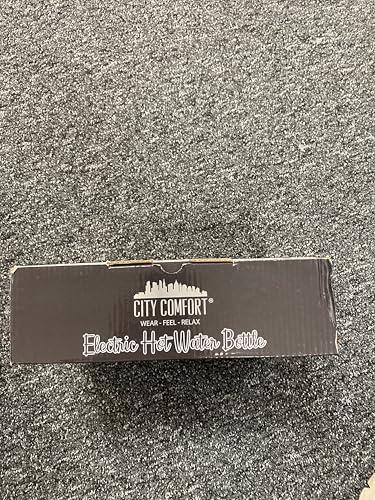 CITY COMFORT®
WEAR - FEEL - RELAX
Electric Hot Water Bottle